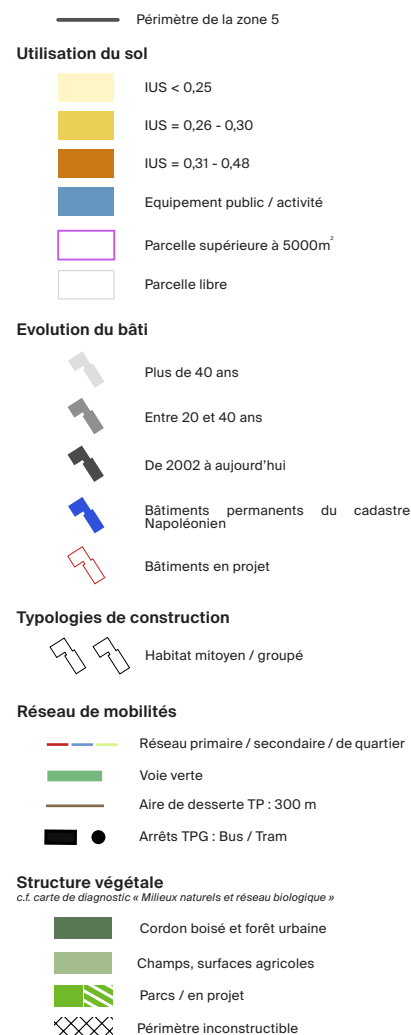 Périmètre de la zone 5
Utilisation du sol
IUS < 0,25
IUS = 0,26 - 0,30
IUS = 0,31 - 0,48
Equipement public / activité
Parcelle supérieure à 5000m²
Parcelle libre
Evolution du bâti
Plus de 40 ans
Entre 20 et 40 ans
De 2002 à aujourd'hui
Bâtiments permanents du cadastre
Napoléonien
Bâtiments en projet
Typologies de construction
Habitat mitoyen / groupé
Réseau de mobilités
Réseau primaire / secondaire / de quartier
Voie verte
Aire de desserte TP : 300 m
Arrêts TPG : Bus / Tram
Structure végétale
c.f. carte de diagnostic « Milieux naturels et réseau biologique »
Cordon boisé et forêt urbaine
Champs, surfaces agricoles
Parcs / en projet
Périmètre inconstructible